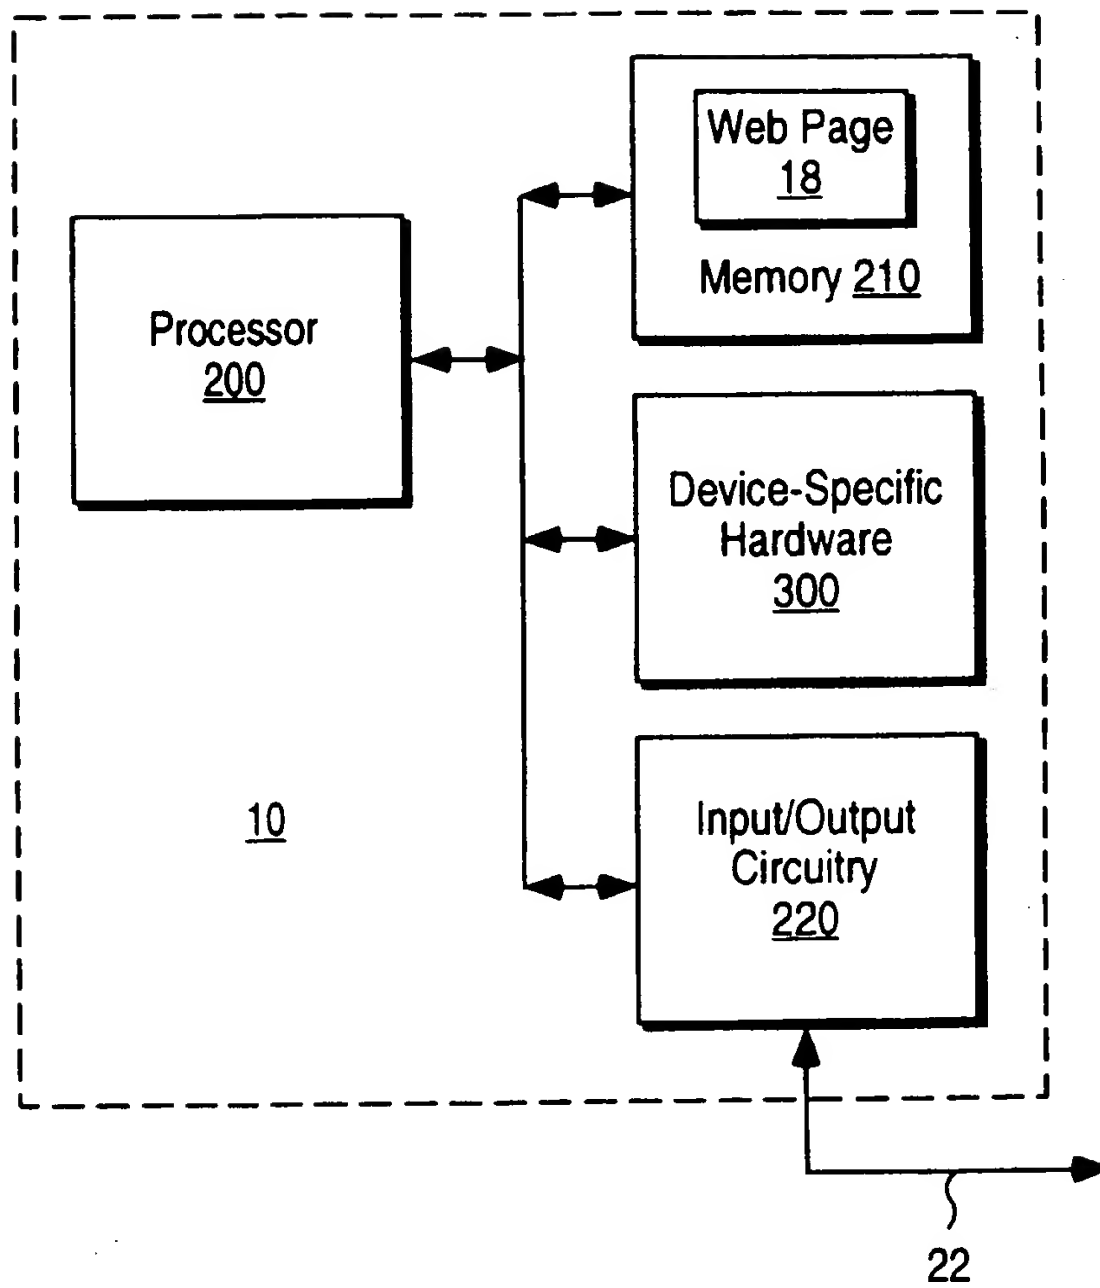 Web Page
18
Memory 210
Processor
200
Device-Specific
Hardware
300
10
Input/Output
Circuitry
220
22